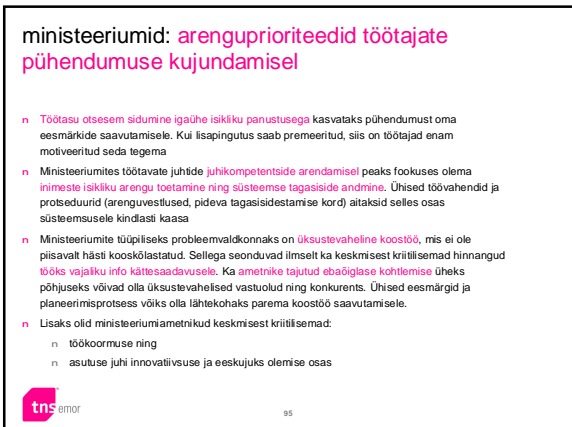 ministeeriumid: arenguprioriteedid töötajate
pühendumuse kujundamisel
n Töötasu otsesem sidumine igaühe isikliku panustusega kasvataks pühendumust oma
eesmärkide saavutamisele. Kui lisapingutus saab premeeritud, siis on töötajad enam
motiveeritud seda tegema
n Ministeeriumites töötavate juhtide juhikompetentside arendamisel peaks fookuses olema
inimeste isikliku arengu toetamine ning süsteemse tagasiside andmine. Ühised töövahendid ja
protseduurid (arenguvestlused, pideva tagasisidestamise kord) aitaksid selles osas
süsteemsusele kindlasti kaasa
n Ministeeriumite tüüpiliseks probleemvaldkonnaks on üksustevaheline koostöö, mis ei ole
piisavalt hästi kooskõlastatud. Sellega seonduvad ilmselt ka keskmisest kriitilisemad hinnangud
tööks vajaliku info kättesaadavusele. Ka ametnike tajutud ebaõiglase kohtlemise üheks
põhjuseks võivad olla üksustevahelised vastuolud ning konkurents. Ühised eesmärgid ja
planeerimisprotsess võiks olla lähtekohaks parema koostöö saavutamisele.
n Lisaks olid ministeeriumiametnikud keskmisest kriitilisemad:
n töökoormuse ning
n asutuse juhi innovatiivsuse ja eeskujuks olemise osas
tns emor
95